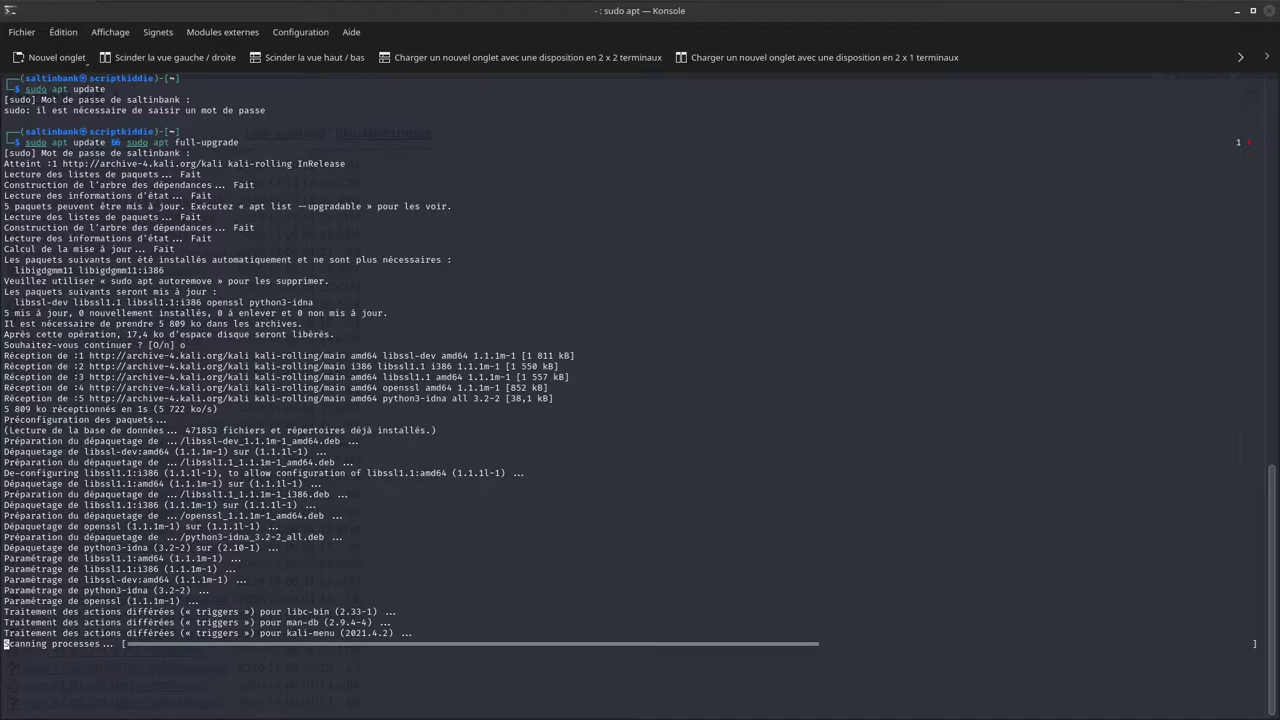 - : sudo apt — Konsole
Fichier Édition Affichage Signets Modules externes Configuration Aide
Nouvel onglet Scinder la vue gauche / droite Scinder la vue haut / bas Charger un nouvel onglet avec une disposition en 2 x 2 terminaux Charger un nouvel onglet avec une disposition en 2 x 1 terminaux
┌──(saltinbank㉿scriptkiddie)-[~]
└─$ sudo apt update
[sudo] Mot de passe de saltinbank :
sudo: il est nécessaire de saisir un mot de passe
┌──(saltinbank㉿scriptkiddie)-[~]
└─$ sudo apt update && sudo apt full-upgrade 1 ⨯
[sudo] Mot de passe de saltinbank :
Atteint :1 http://archive-4.kali.org/kali kali-rolling InRelease
Lecture des listes de paquets... Fait
Construction de l'arbre des dépendances... Fait
Lecture des informations d'état... Fait
5 paquets peuvent être mis à jour. Exécutez « apt list --upgradable » pour les voir.
Lecture des listes de paquets... Fait
Construction de l'arbre des dépendances... Fait
Lecture des informations d'état... Fait
Calcul de la mise à jour... Fait
Les paquets suivants ont été installés automatiquement et ne sont plus nécessaires :
libigdgmm11 libigdgmm11:i386
Veuillez utiliser « sudo apt autoremove » pour les supprimer.
Les paquets suivants seront mis à jour :
libssl-dev libssl1.1 libssl1.1:i386 openssl python3-idna
5 mis à jour, 0 nouvellement installés, 0 à enlever et 0 non mis à jour.
Il est nécessaire de prendre 5 809 ko dans les archives.
Après cette opération, 17,4 ko d'espace disque seront libérés.
Souhaitez-vous continuer ? [O/n] o
Réception de :1 http://archive-4.kali.org/kali kali-rolling/main amd64 libssl-dev amd64 1.1.1m-1 [1 811 kB]
Réception de :2 http://archive-4.kali.org/kali kali-rolling/main i386 libssl1.1 i386 1.1.1m-1 [1 550 kB]
Réception de :3 http://archive-4.kali.org/kali kali-rolling/main amd64 libssl1.1 amd64 1.1.1m-1 [1 557 kB]
Réception de :4 http://archive-4.kali.org/kali kali-rolling/main amd64 openssl amd64 1.1.1m-1 [852 kB]
Réception de :5 http://archive-4.kali.org/kali kali-rolling/main amd64 python3-idna all 3.2-2 [38,1 kB]
5 809 ko réceptionnés en 1s (5 722 ko/s)
Préconfiguration des paquets...
(Lecture de la base de données... 471853 fichiers et répertoires déjà installés.)
Préparation du dépaquetage de .../libssl-dev_1.1.1m-1_amd64.deb ...
Dépaquetage de libssl-dev:amd64 (1.1.1m-1) sur (1.1.1l-1) ...
Préparation du dépaquetage de .../libssl1.1_1.1.1m-1_amd64.deb ...
De-configuring libssl1.1:i386 (1.1.1l-1), to allow configuration of libssl1.1:amd64 (1.1.1l-1) ...
Dépaquetage de libssl1.1:amd64 (1.1.1m-1) sur (1.1.1l-1) ...
Préparation du dépaquetage de .../libssl1.1_1.1.1m-1_i386.deb ...
Dépaquetage de libssl1.1:i386 (1.1.1m-1) sur (1.1.1l-1) ...
Préparation du dépaquetage de .../openssl_1.1.1m-1_amd64.deb ...
Dépaquetage de openssl (1.1.1m-1) sur (1.1.1l-1) ...
Préparation du dépaquetage de .../python3-idna_3.2-2_all.deb ...
Dépaquetage de python3-idna (3.2-2) sur (2.10-1) ...
Paramétrage de libssl1.1:amd64 (1.1.1m-1) ...
Paramétrage de libssl1.1:i386 (1.1.1m-1) ...
Paramétrage de libssl-dev:amd64 (1.1.1m-1) ...
Paramétrage de python3-idna (3.2-2) ...
Paramétrage de openssl (1.1.1m-1) ...
Traitement des actions différées (« triggers ») pour libc-bin (2.33-1) ...
Traitement des actions différées (« triggers ») pour man-db (2.9.4-4) ...
Traitement des actions différées (« triggers ») pour kali-menu (2021.4.2) ...
Scanning processes... [ ]